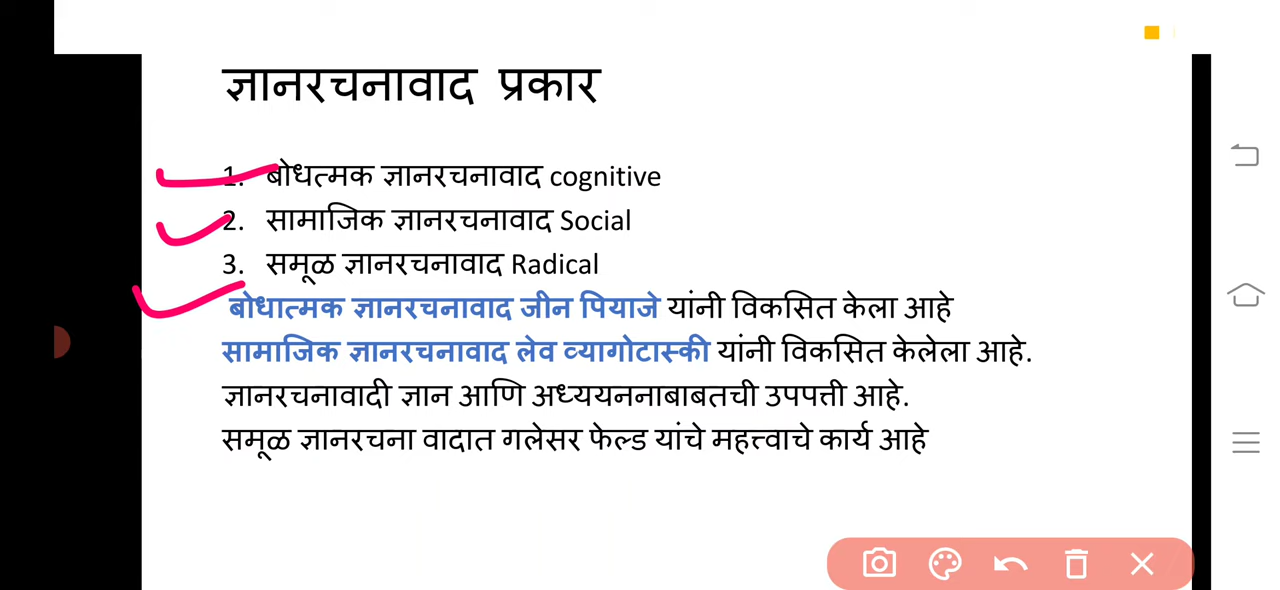 ज्ञानरचनावाद प्रकार
1. बोधत्मक ज्ञानरचनावाद cognitive
2. सामाजिक ज्ञानरचनावाद Social
3. समूळ ज्ञानरचनावाद Radical
बोधात्मक ज्ञानरचनावाद जीन पियाजे यांनी विकसित केला आहे
सामाजिक ज्ञानरचनावाद लेव व्यागोटास्की यांनी विकसित केलेला आहे.
ज्ञानरचनावादी ज्ञान आणि अध्ययननाबाबतची उपपत्ती आहे.
समूळ ज्ञानरचना वादात गलेसर फेल्ड यांचे महत्त्वाचे कार्य आहे